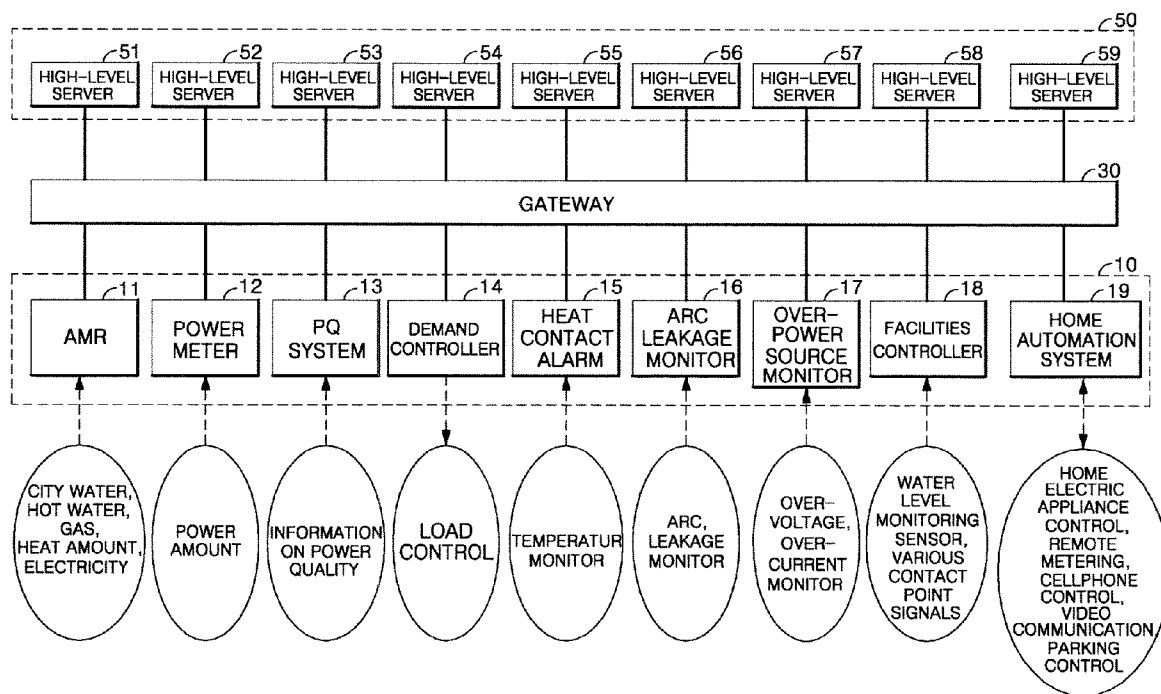 50
51
52
53
54
55
56
57
58
59
HIGH-LEVEL
SERVER
HIGH-LEVEL
SERVER
HIGH-LEVEL
SERVER
HIGH-LEVEL
SERVER
HIGH-LEVEL
SERVER
HIGH-LEVEL
SERVER
HIGH-LEVEL
SERVER
HIGH-LEVEL
SERVER
HIGH-LEVEL
SERVER
30
GATEWAY
10
11
12
13
14
15
16
17
18
19
AMR
POWER
METER
PQ
SYSTEM
DEMAND
CONTROLLER
HEAT
CONTACT
ALARM
ARC
LEAKAGE
MONITOR
OVER-
POWER
SOURCE
MONITOR
FACILITIES
CONTROLLER
HOME
AUTOMATION
SYSTEM
CITY WATER,
HOT WATER,
GAS,
HEAT AMOUNT,
ELECTRICITY
POWER
AMOUNT
INFORMATION
ON POWER
QUALITY
LOAD
CONTROL
TEMPERATUR
MONITOR
ARC,
LEAKAGE
MONITOR
OVER-
VOLTAGE,
OVER-
CURRENT
MONITOR
WATER
LEVEL
MONITORING
SENSOR,
VARIOUS
CONTACT
POINT
SIGNALS
HOME
ELECTRIC
APPLIANCE
CONTROL,
REMOTE
METERING,
CELLPHONE
CONTROL,
VIDEO
COMMUNICATION,
PARKING
CONTROL